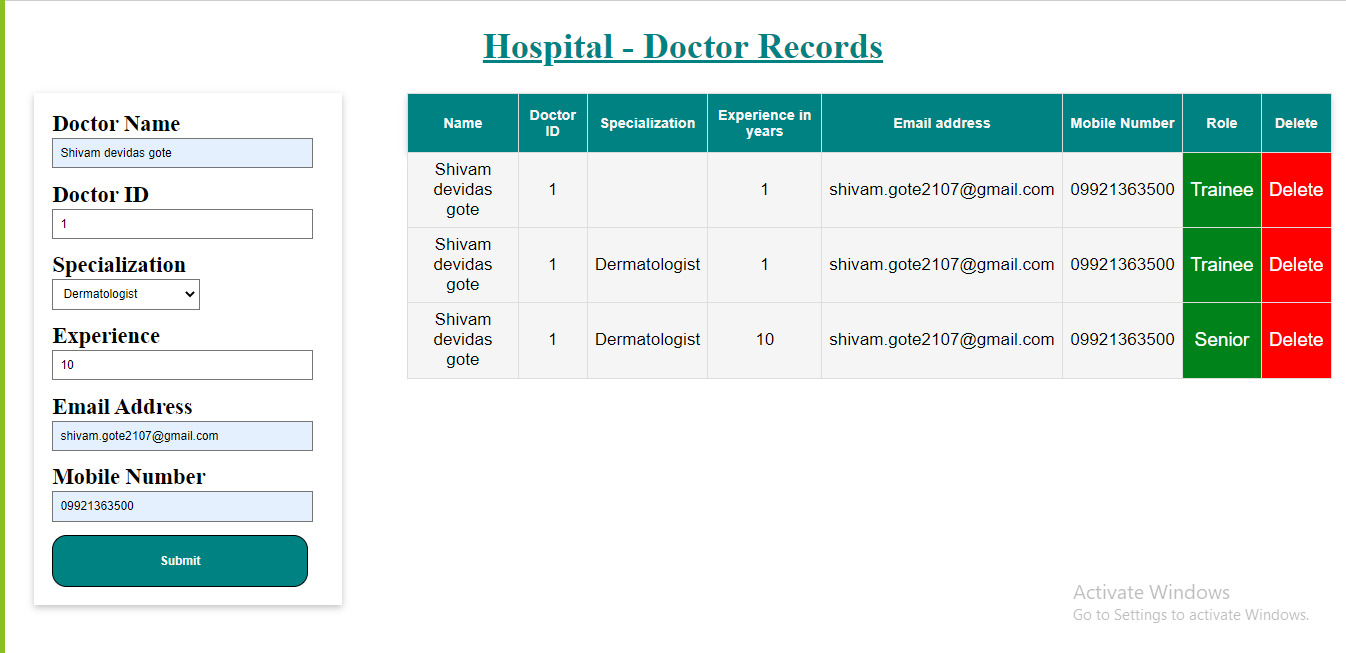 Hospital - Doctor Records
Doctor Name
Shivam devidas gote
Doctor ID
1
Specialization
Dermatologist
Experience
10
Email Address
shivam.gote2107@gmail.com
Mobile Number
09921363500
Submit
Name Doctor ID Specialization Experience in years Email address Mobile Number Role Delete
Shivam devidas gote 1 1 shivam.gote2107@gmail.com 09921363500 Trainee Delete
Shivam devidas gote 1 Dermatologist 1 shivam.gote2107@gmail.com 09921363500 Trainee Delete
Shivam devidas gote 1 Dermatologist 10 shivam.gote2107@gmail.com 09921363500 Senior Delete
Activate Windows
Go to Settings to activate Windows.